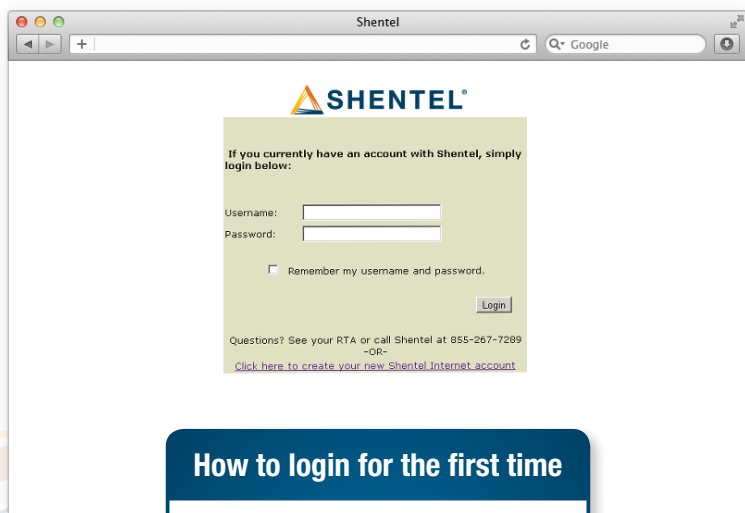 Shentel
Google
SHENTEL®
If you currently have an account with Shentel, simply
login below:
Username:
Password:
Remember my username and password.
Login
Questions? See your RTA or call Shentel at 855-267-7289
-OR-
Click here to create your new Shentel Internet account
How to login for the first time